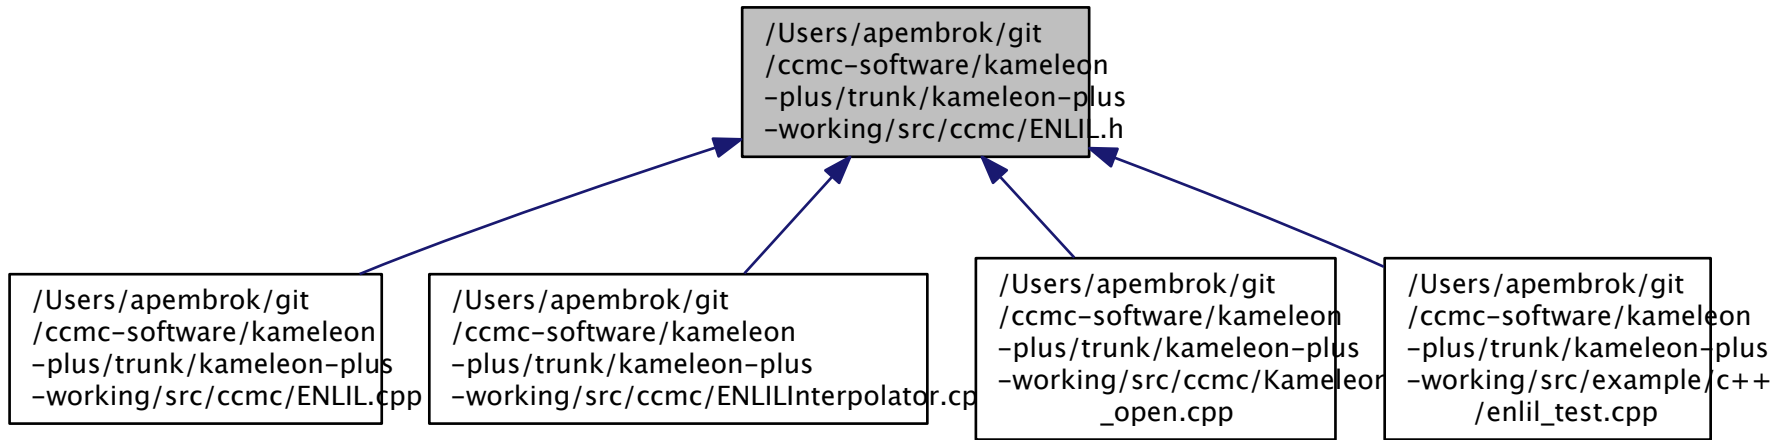 /Users/apembrok/git
/ccmc-software/kameleon
-plus/trunk/kameleon-plus
-working/src/ccmc/ENLIL.h
/Users/apembrok/git
/ccmc-software/kameleon
-plus/trunk/kameleon-plus
-working/src/ccmc/ENLIL.cpp
/Users/apembrok/git
/ccmc-software/kameleon
-plus/trunk/kameleon-plus
-working/src/ccmc/ENLILInterpolator.cp
/Users/apembrok/git
/ccmc-software/kameleon
-plus/trunk/kameleon-plus
-working/src/ccmc/Kameleon
_open.cpp
/Users/apembrok/git
/ccmc-software/kameleon
-plus/trunk/kameleon-plus
-working/src/example/c++
/enlil_test.cpp